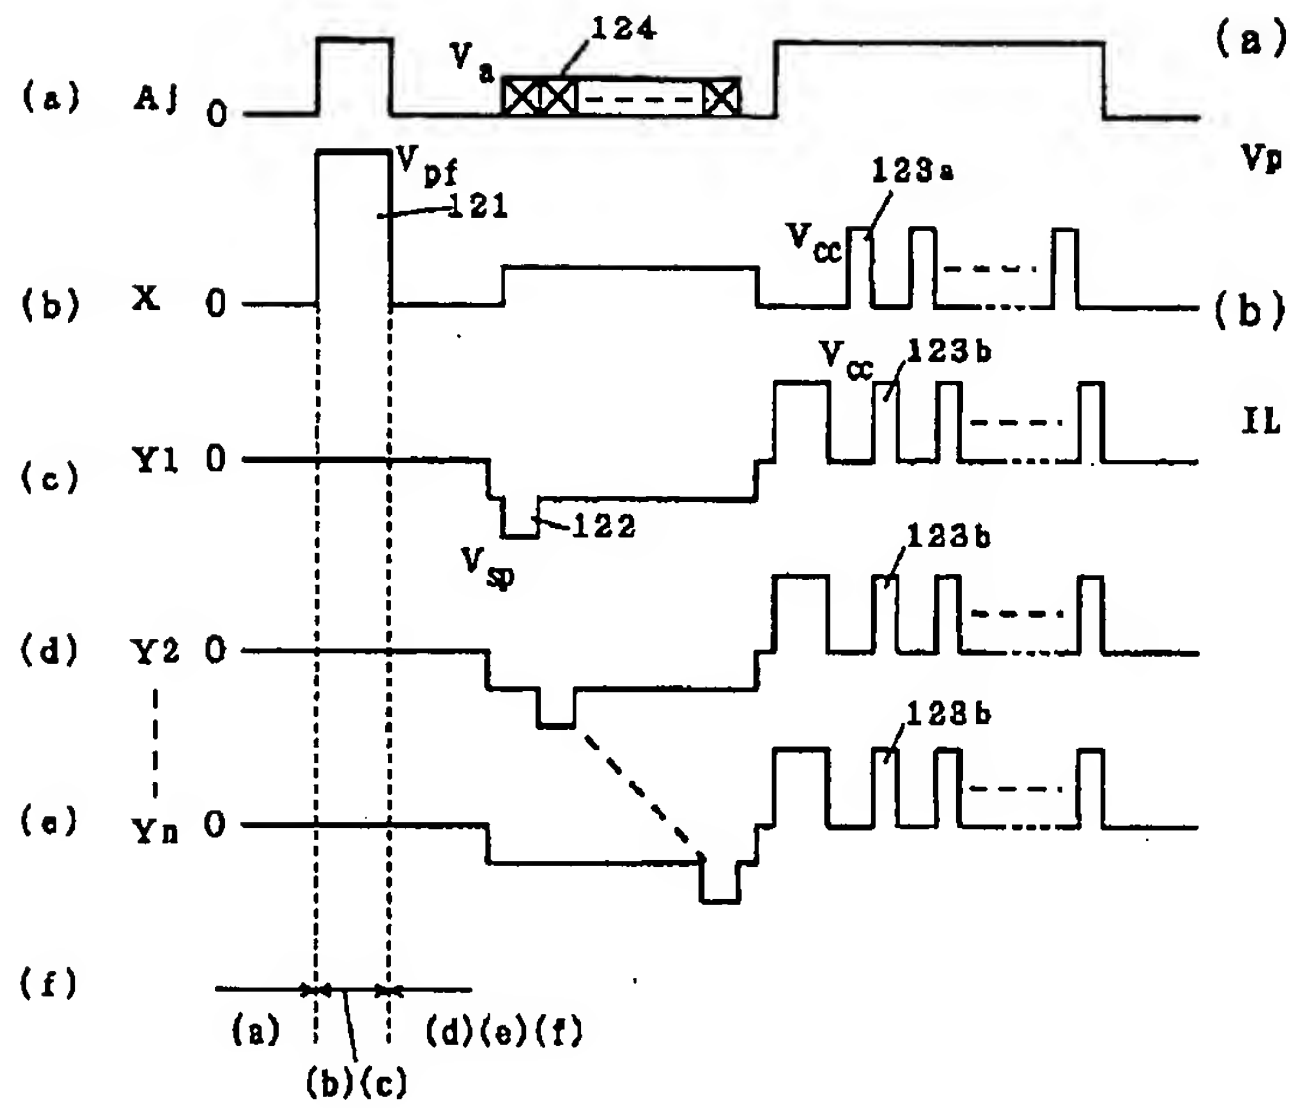 124
(a) Aj 0 Va (a)
Vp
Vpf
121
123a
(b) X 0 Vcc (b)
Vcc 123b
IL
(c) Y1 0
122
Vsp
123b
(d) Y2 0
123b
(e) Yn 0
(f)
(a) (d)(e)(f)
(b)(c)